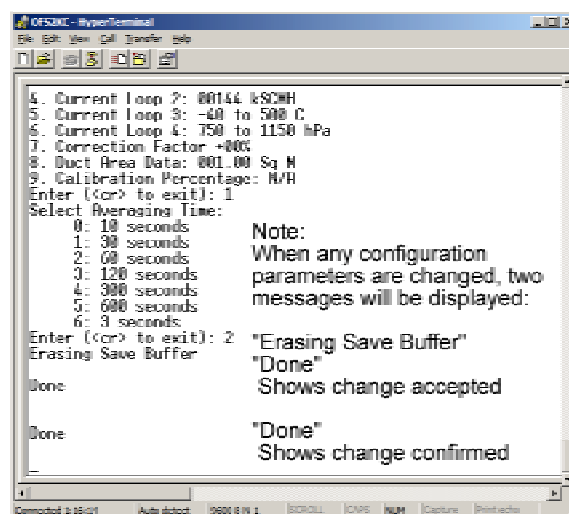 OFS2KC - HyperTerminal
File Edit View Call Transfer Help
4. Current Loop 2: 00144 kSCMH
5. Current Loop 3: -40 to 500 C
6. Current Loop 4: 750 to 1150 hPa
7. Correction Factor +00%
8. Duct Area Data: 001.00 Sq M
9. Calibration Percentage: N/A
Enter (<cr> to exit): 1
Select Averaging Time:
0: 10 seconds
1: 30 seconds
2: 60 seconds
3: 120 seconds
4: 300 seconds
5: 600 seconds
6: 3 seconds
Enter (<cr> to exit): 2
Erasing Save Buffer
Done
Done
Note:
When any configuration
parameters are changed, two
messages will be displayed:
"Erasing Save Buffer"
"Done"
Shows change accepted
"Done"
Shows change confirmed
Connected Auto detect 9600 8 N 1 SCROLL CAPS NUM Capture Print echo